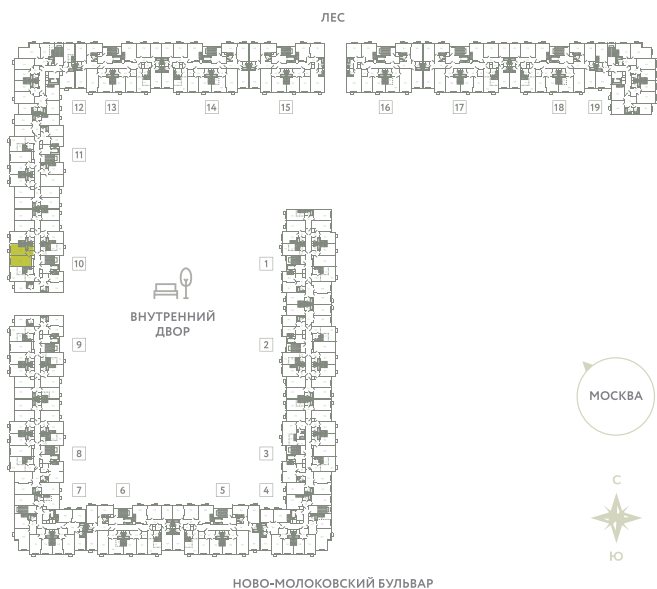 ЛЕС
12 13 14 15 16 17 18 19
11
10 1
ВНУТРЕННИЙ
ДВОР
9 2
МОСКВА
8 3
7 6 5 4
С
Ю
НОВО-МОЛОКОВСКИЙ БУЛЬВАР